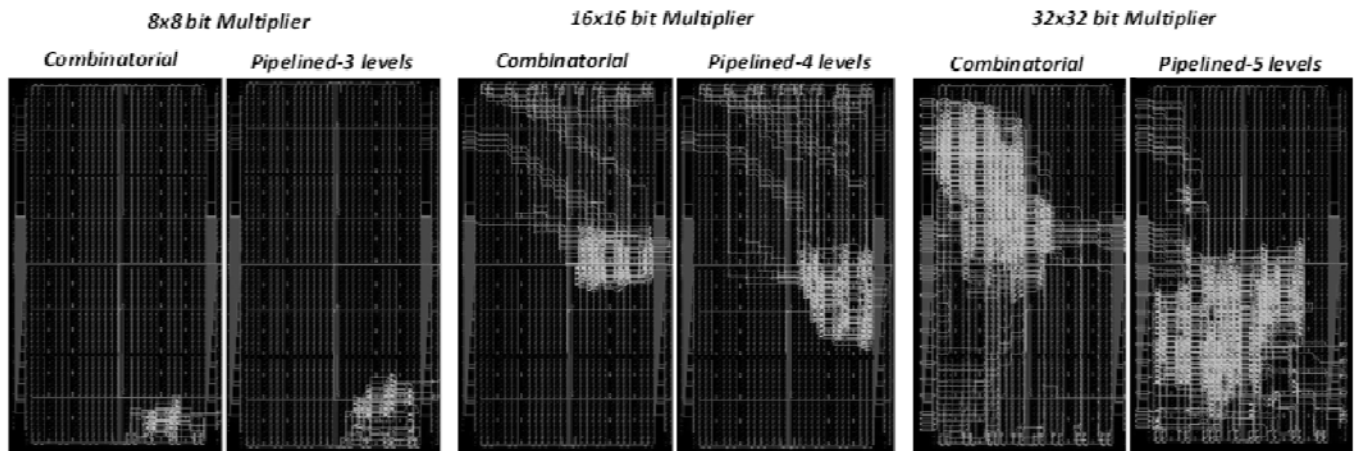 8x8 bit Multiplier
16x16 bit Multiplier
32x32 bit Multiplier
Combinatorial
Pipelined-3 levels
Combinatorial
Pipelined-4 levels
Combinatorial
Pipelined-5 levels